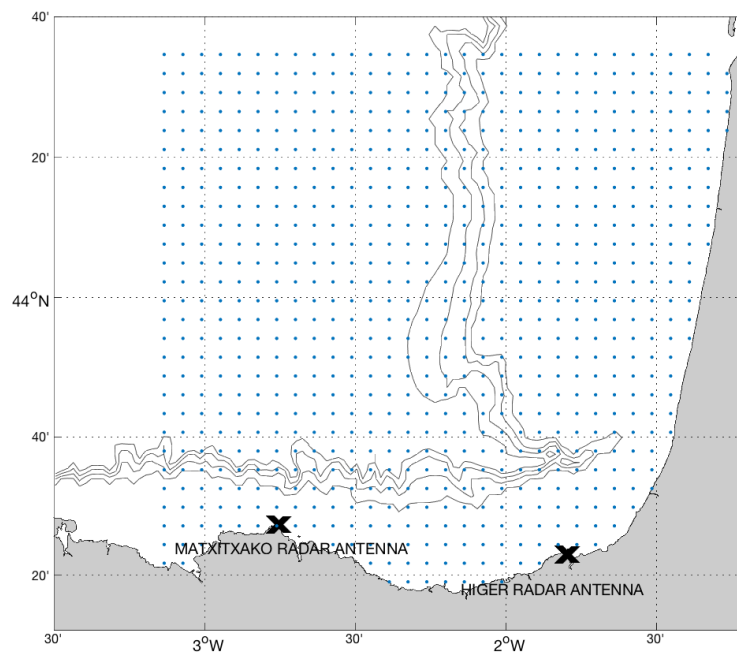 40'
20'
44°N
40'
MATXITXAKO RADAR ANTENNA
20'
HIGER RADAR ANTENNA
30' 3°W 30' 2°W 30'